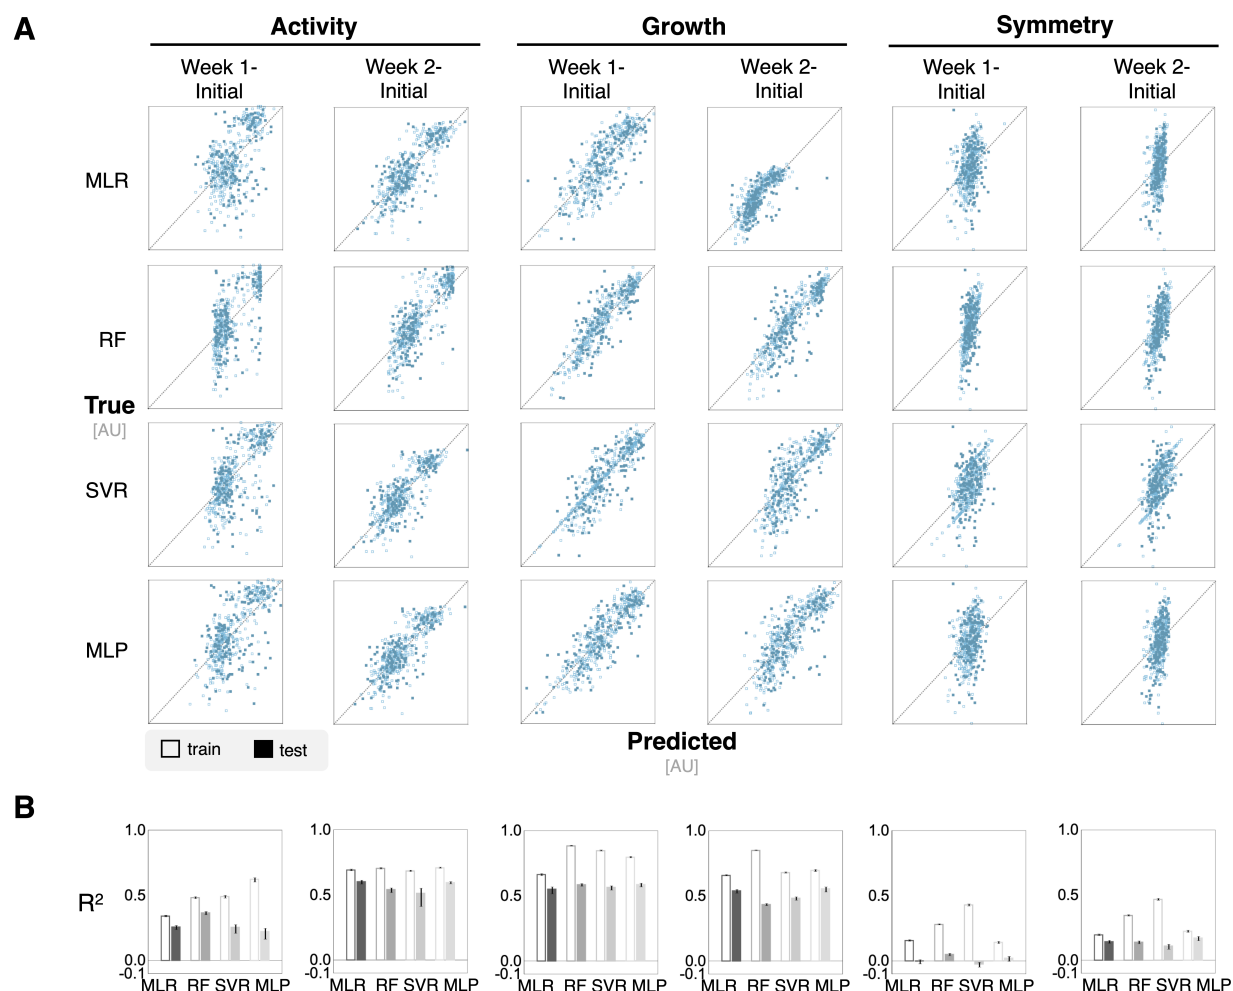 A
Activity
Growth
Symmetry
Week 1-
Initial
Week 2-
Initial
Week 1-
Initial
Week 2-
Initial
Week 1-
Initial
Week 2-
Initial
MLR
RF
True
[AU]
SVR
MLP
train
test
Predicted
[AU]
B
R²
1.0
0.5
0.0
-0.1
MLR RF SVR MLP
1.0
0.5
0.0
-0.1
MLR RF SVR MLP
1.0
0.5
0.0
-0.1
MLR RF SVR MLP
1.0
0.5
0.0
-0.1
MLR RF SVR MLP
1.0
0.5
0.0
-0.1
MLR RF SVR MLP
1.0
0.5
0.0
-0.1
MLR RF SVR MLP